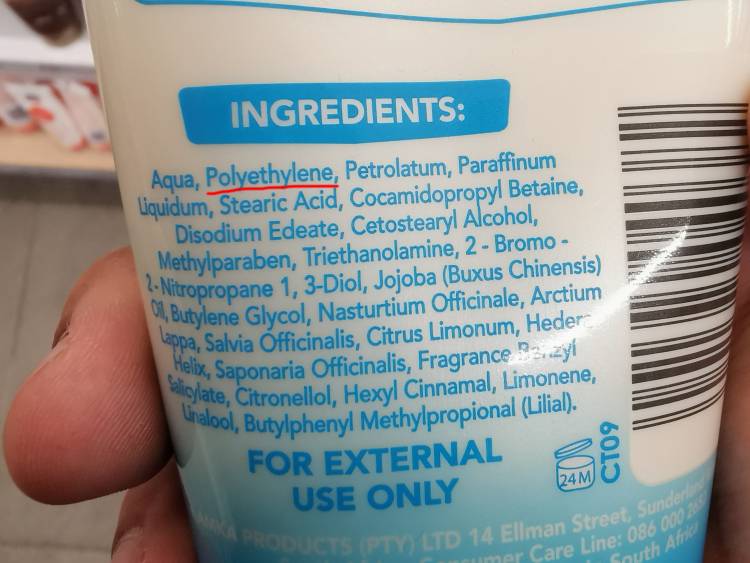 INGREDIENTS:
Aqua, Polyethylene, Petrolatum, Paraffinum
Liquidum, Stearic Acid, Cocamidopropyl Betaine,
Disodium Edeate, Cetostearyl Alcohol,
Methylparaben, Triethanolamine, 2 - Bromo -
2- Nitropropane 1, 3-Diol, Jojoba (Buxus Chinensis)
Oil, Butylene Glycol, Nasturtium Officinale, Arctium
Lappa, Salvia Officinalis, Citrus Limonum, Hedera
Helix, Saponaria Officinalis, Fragrance Benzyl
Salicylate, Citronellol, Hexyl Cinnamal, Limonene,
Linalool, Butylphenyl Methylpropional (Lilial).
FOR EXTERNAL
USE ONLY
24M
CT09
PRODUCTS (PTY) LTD 14 Ellman Street, Sunderland
Consumer Care Line: 086 000
South Africa